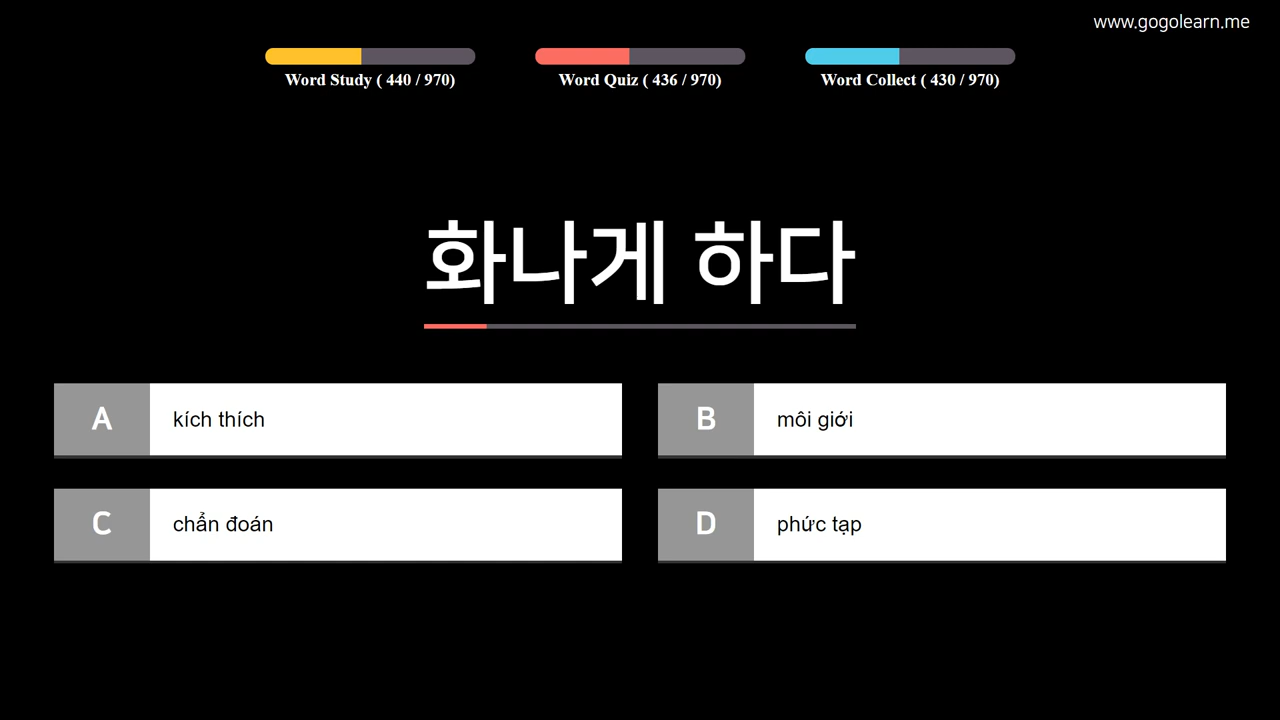 www.gogolearn.me
Word Study ( 440 / 970)
Word Quiz ( 436 / 970)
Word Collect ( 430 / 970)
화나게 하다
A
kích thích
B
môi giới
C
chẩn đoán
D
phức tạp